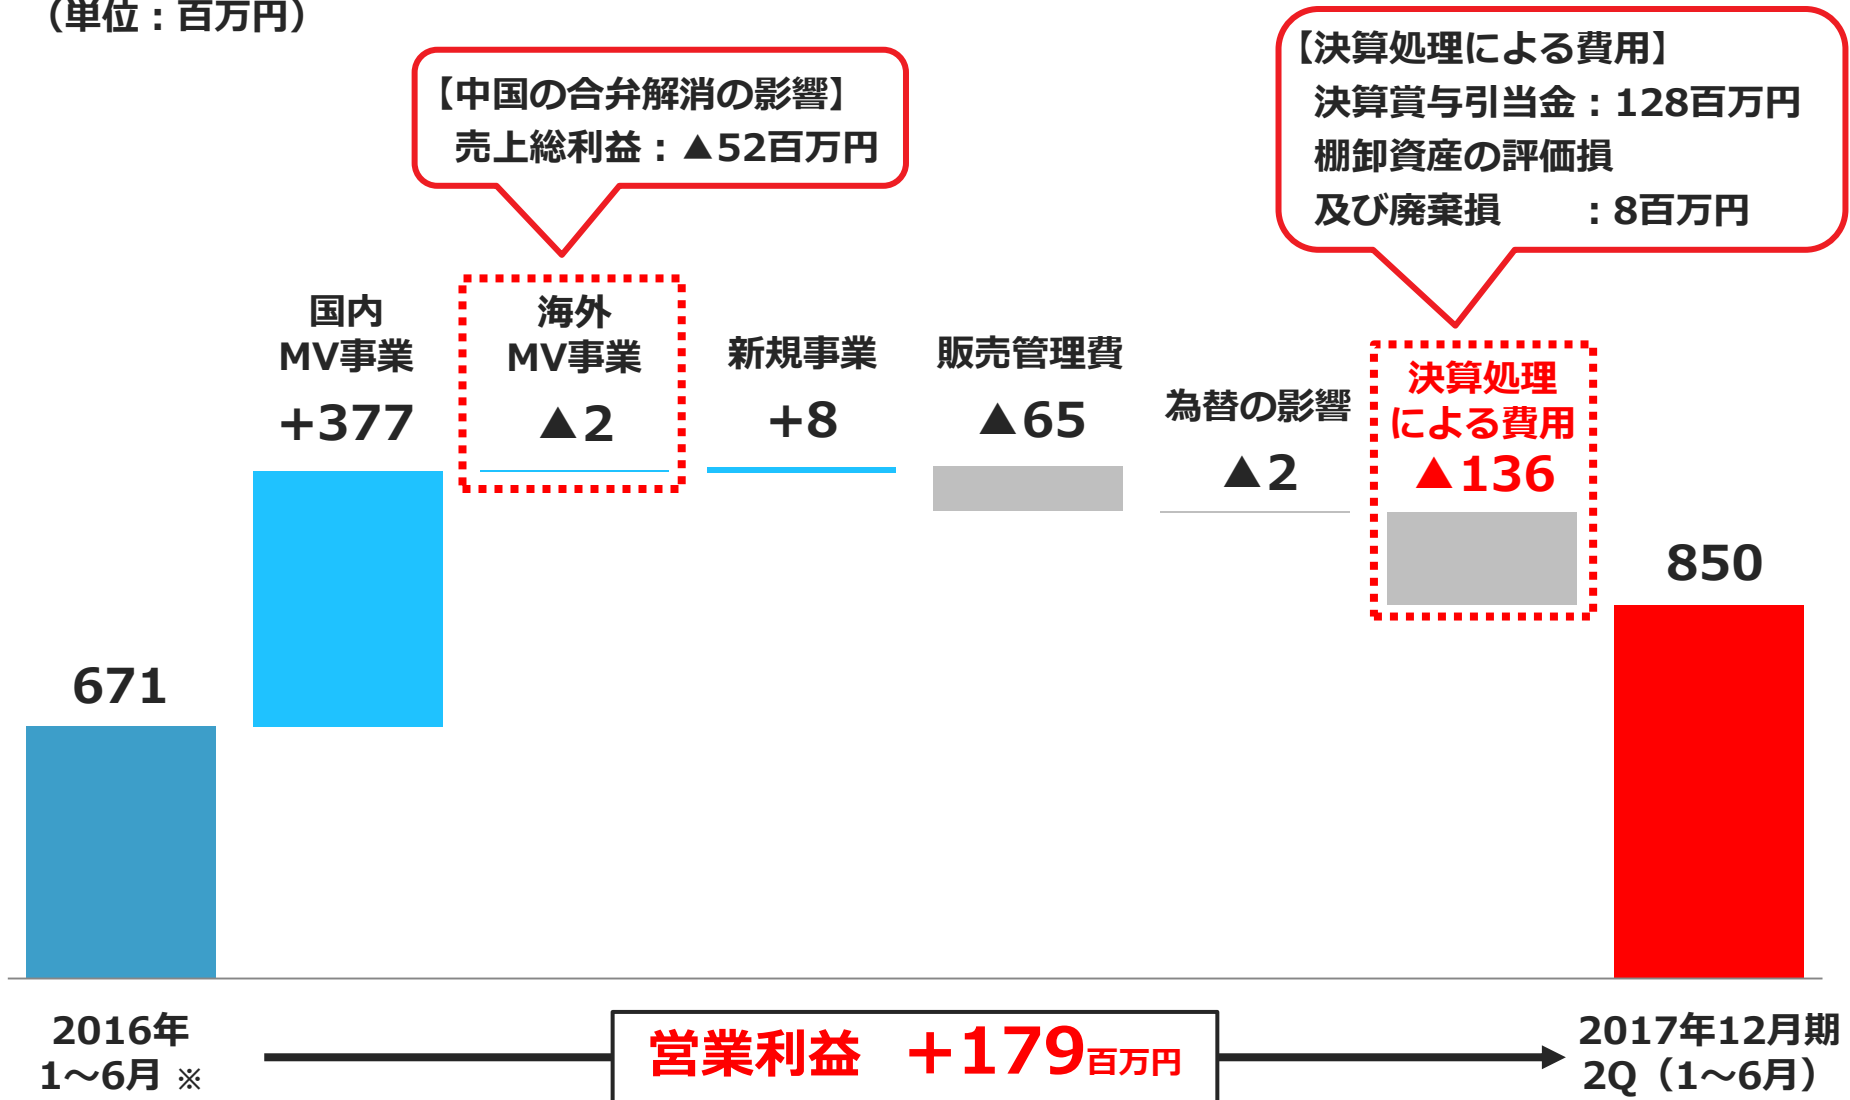 （単位：百万円）
【中国の合弁解消の影響】
売上総利益：▲52百万円
【決算処理による費用】
決算賞与引当金：128百万円
棚卸資産の評価損
及び廃棄損　　：8百万円
国内
MV事業
+377
海外
MV事業
▲2
新規事業
+8
販売管理費
▲65
為替の影響
▲2
決算処理
による費用
▲136
671
850
2016年
1～6月 ※
営業利益　+179百万円
2017年12月期
2Q（1～6月）